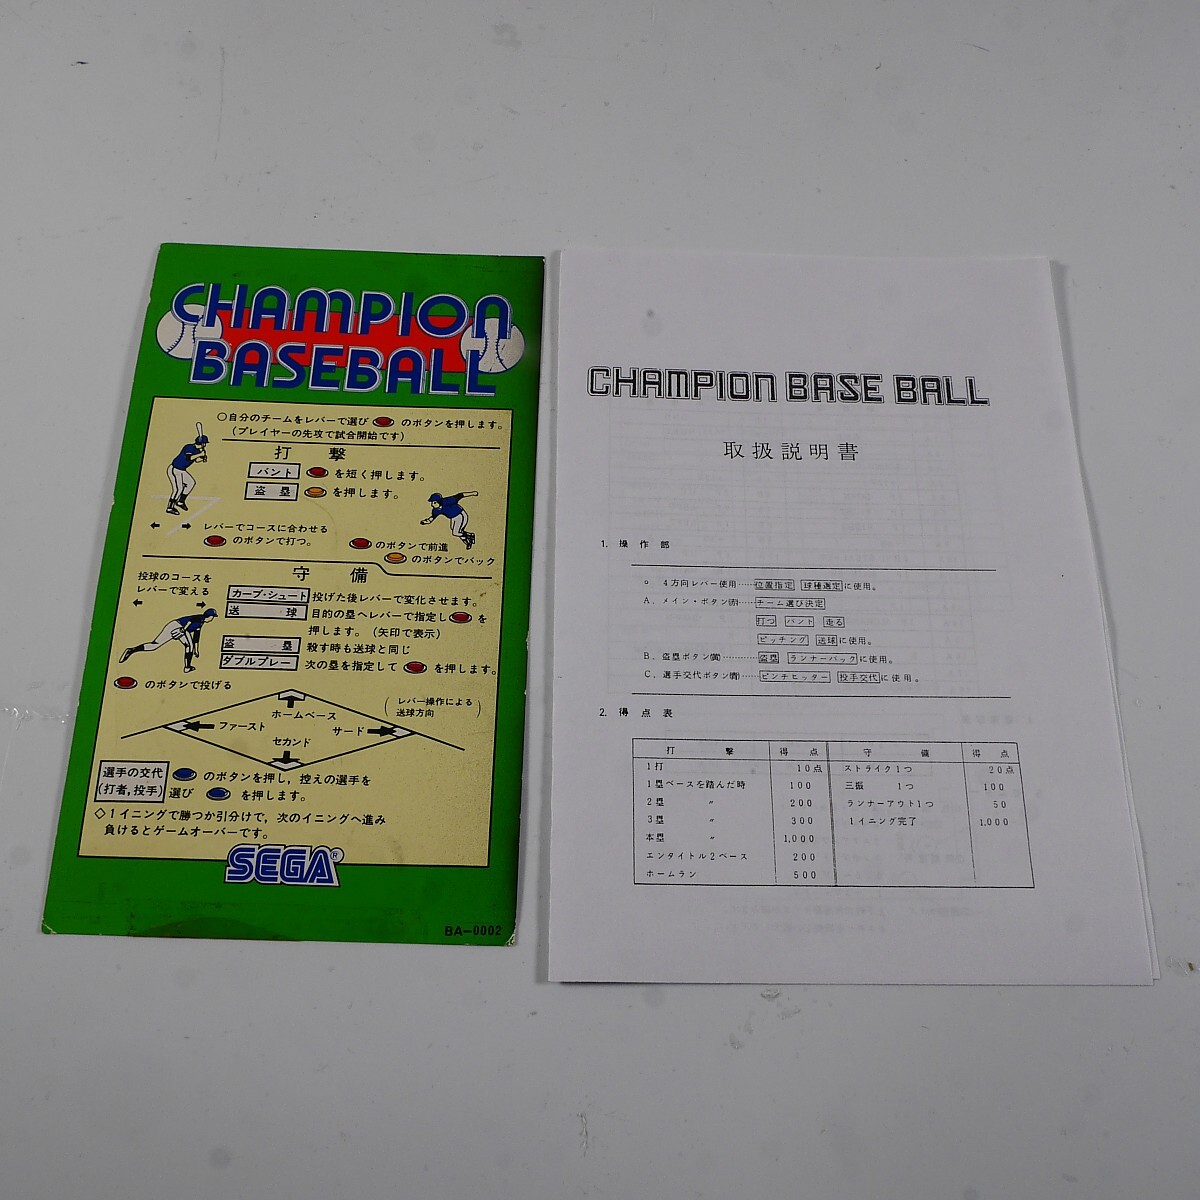 CHAMPION
BASEBALL
○自分のチームをレバーで選び のボタンを押します。
(プレイヤーの先攻で試合開始です)
打 撃
バント を短く押します。
盗 塁 を押します。
レバーでコースに合わせる
のボタンで打つ。
のボタンで前進
のボタンでバック
守 備
投球のコースを
レバーで変える
カーブ・シュート 投げた後レバーで変化させます。
送 球 目的の塁へレバーで指定し を
押します。(矢印で表示)
盗 塁 殺す時も送球と同じ
ダブルプレー 次の塁を指定して を押します。
のボタンで投げる
ホームベース
(レバー操作による
送球方向)
ファースト
サード
セカンド
選手の交代
(打者,投手)
のボタンを押し,控えの選手を
選び を押します。
◇1イニングで勝つか引分けで,次のイニングへ進み
負けるとゲームオーバーです。
SEGA®
BA-0002
CHAMPION BASE BALL
取扱説明書
1. 操作部
○ 4方向レバー使用……位置指定 球種選定に使用。
A. メイン・ボタン(赤)……チーム選び決定
打つ バント 走る
ピッチング 送球に使用。
B. 盗塁ボタン(黄)………盗塁 ランナーバックに使用。
C. 選手交代ボタン(青)……ピンチヒッター 投手交代に使用。
2. 得点表
打 撃 得 点 守 備 得 点
1打 10点 ストライク1つ 20点
1塁ベースを踏んだ時 100 三振 1つ 100
2塁 〃 200 ランナーアウト1つ 50
3塁 〃 300 1イニング完了 1,000
本塁 〃 1,000
エンタイトル2ベース 200
ホームラン 500